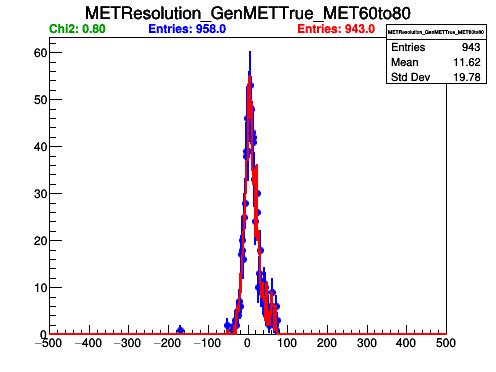 METResolution_GenMETTrue_MET60to80
Chi2: 0.80
Entries: 958.0
Entries: 943.0
METResolution_GenMETTrue_MET60to80
Entries 943
Mean 11.62
Std Dev 19.78
60
50
40
30
20
10
0
−500 −400 −300 −200 −100 0 100 200 300 400 500